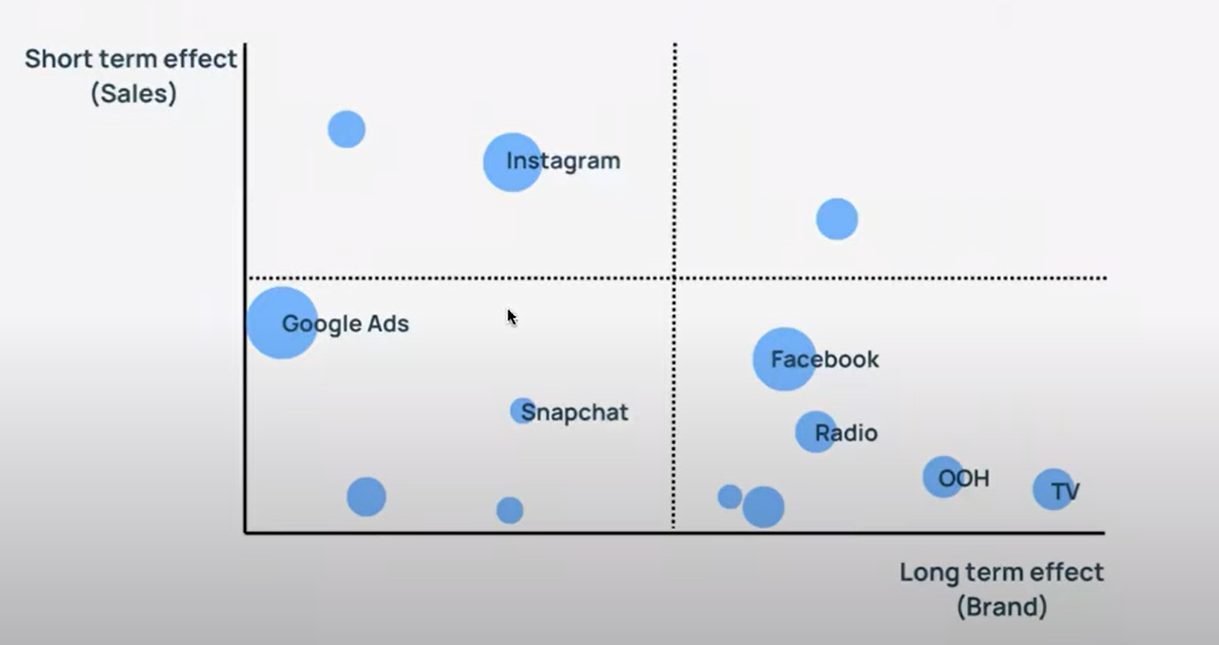 Short term effect
(Sales)
Instagram
Google Ads
Facebook
Snapchat
Radio
OOH
TV
Long term effect
(Brand)